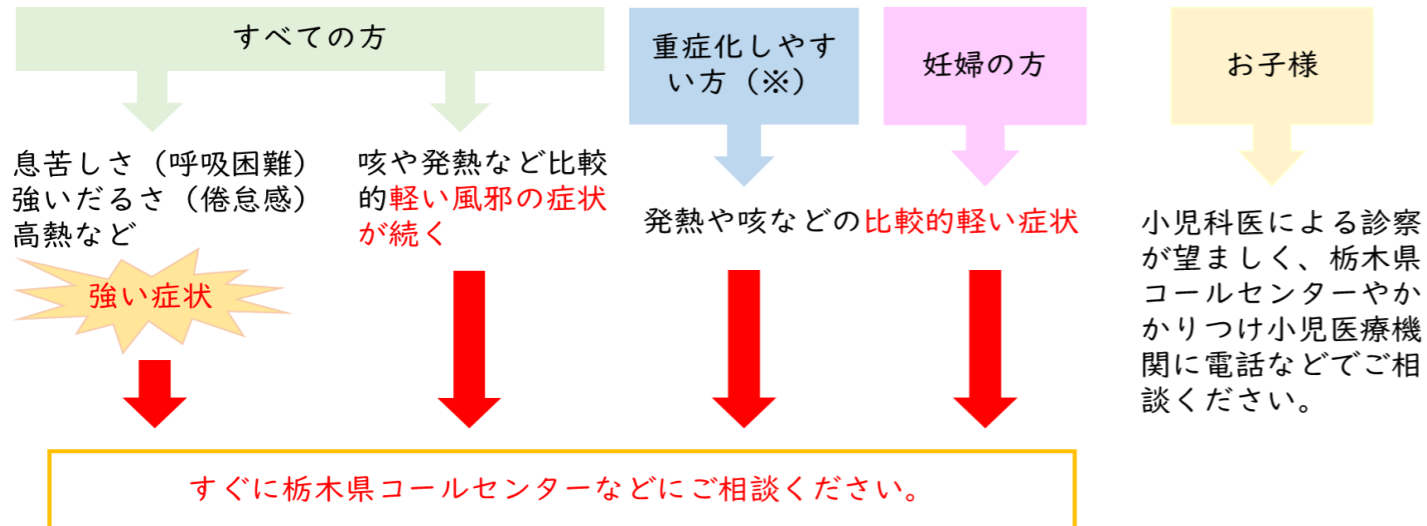 すべての方
重症化しやす
い方（※）
妊婦の方
お子様
息苦しさ（呼吸困難）
強いだるさ（倦怠感）
高熱など
強い症状
咳や発熱など比較
的軽い風邪の症状
が続く
発熱や咳などの比較的軽い症状
小児科医による診察
が望ましく、栃木県
コールセンターやか
かりつけ小児医療機
関に電話などでご相
談ください。
すぐに栃木県コールセンターなどにご相談ください。